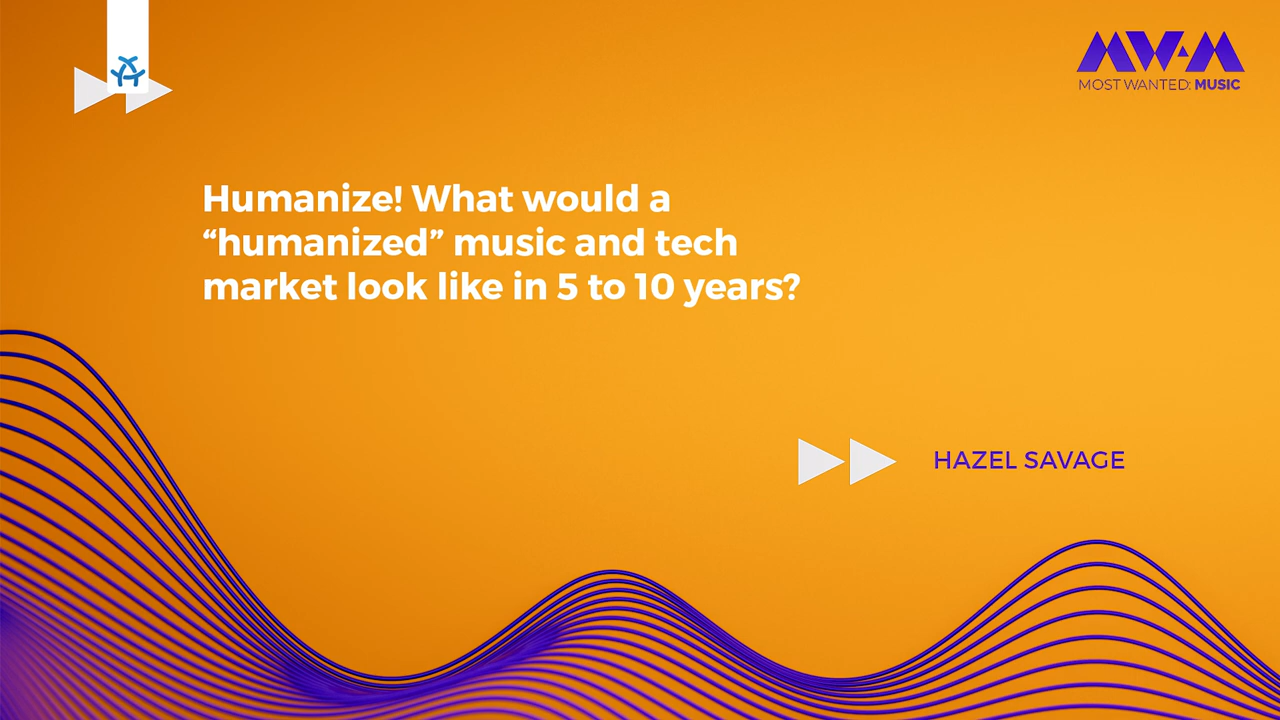 MW:M
MOST WANTED: MUSIC
Humanize! What would a
“humanized” music and tech
market look like in 5 to 10 years?
HAZEL SAVAGE